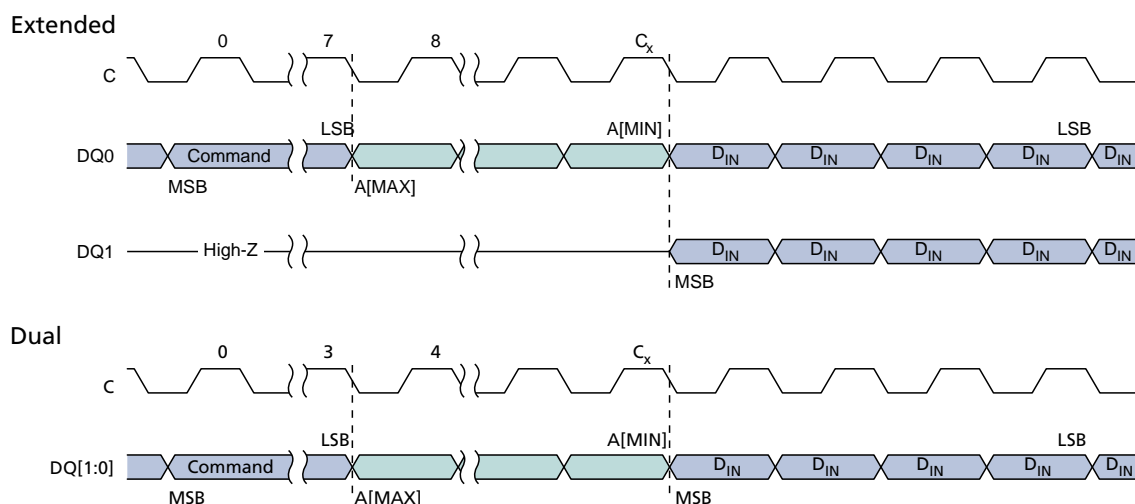 Extended
0 7 8 Cx
C
LSB A[MIN] LSB
DQ0 Command DIN DIN DIN DIN DIN
MSB A[MAX]
DQ1 High-Z DIN DIN DIN DIN DIN
MSB
Dual
0 3 4 Cx
C
LSB A[MIN] LSB
DQ[1:0] Command DIN DIN DIN DIN DIN
MSB A[MAX] MSB